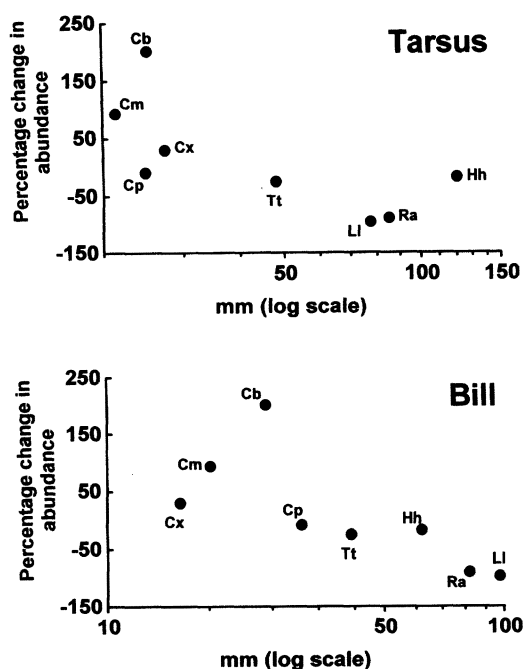 Tarsus
Percentage change in
abundance
250
150
50
-50
-150
Cb
Cm
Cx
Cp
Tt
Ll
Ra
Hh
50
100
150
mm (log scale)
Bill
Percentage change in
abundance
250
150
50
-50
-150
Cb
Cm
Cx
Cp
Tt
Hh
Ra
Ll
10
50
100
mm (log scale)